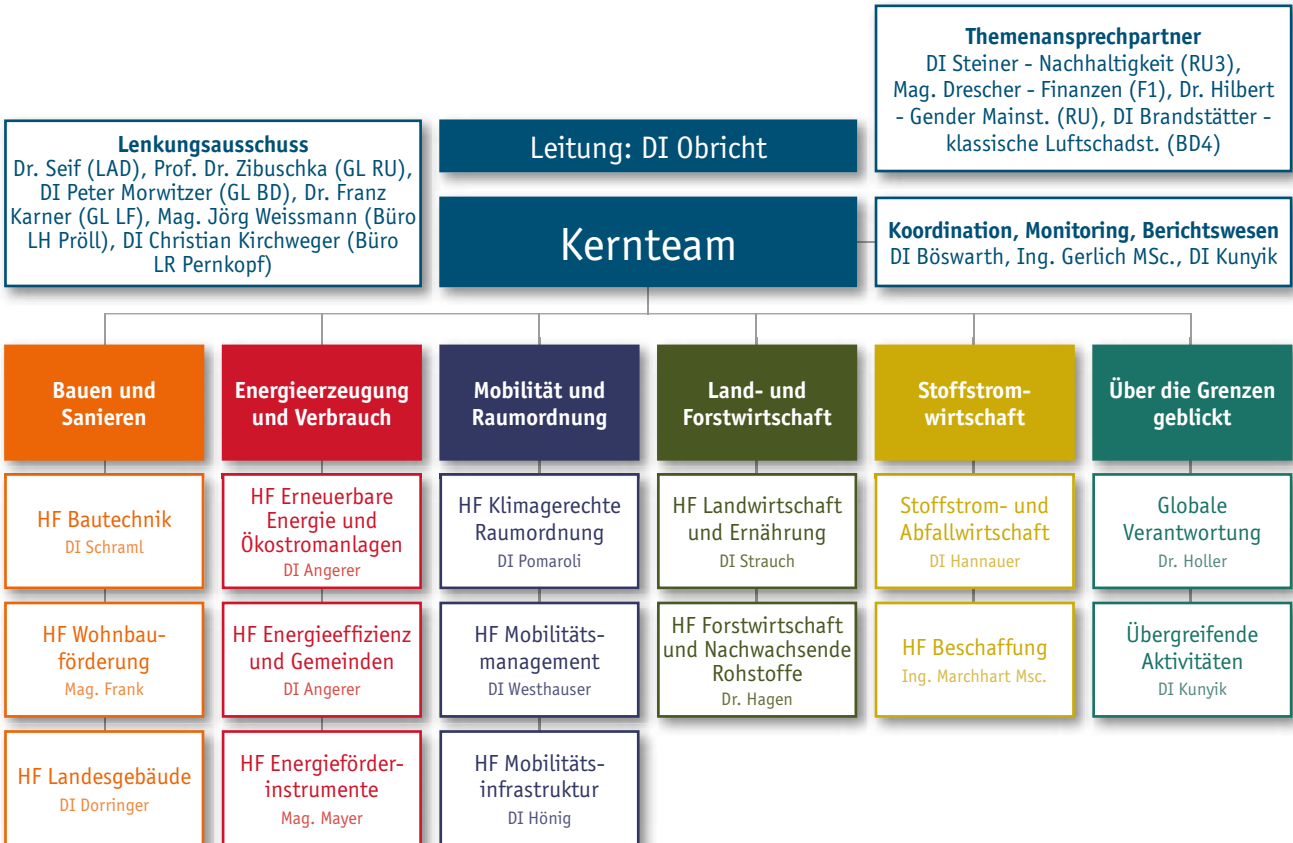 Themenansprechpartner
DI Steiner - Nachhaltigkeit (RU3),
Mag. Drescher - Finanzen (F1), Dr. Hilbert
- Gender Mainst. (RU), DI Brandstätter -
klassische Luftschadst. (BD4)
Lenkungsausschuss
Dr. Seif (LAD), Prof. Dr. Zibuschka (GL RU),
DI Peter Morwitzer (GL BD), Dr. Franz
Karner (GL LF), Mag. Jörg Weissmann (Büro
LH Pröll), DI Christian Kirchweger (Büro
LR Pernkopf)
Leitung: DI Obricht
Kernteam
Koordination, Monitoring, Berichtswesen
DI Böswarth, Ing. Gerlich MSc., DI Kunyik
Bauen und
Sanieren
HF Bautechnik
DI Schraml
HF Wohnbau-
förderung
Mag. Frank
HF Landesgebäude
DI Dorringer
Energieerzeugung
und Verbrauch
HF Erneuerbare
Energie und
Ökostromanlagen
DI Angerer
HF Energieeffizienz
und Gemeinden
DI Angerer
HF Energieförder-
instrumente
Mag. Mayer
Mobilität und
Raumordnung
HF Klimagerechte
Raumordnung
DI Pomaroli
HF Mobilitäts-
management
DI Westhauser
HF Mobilitäts-
infrastruktur
DI Hönig
Land- und
Forstwirtschaft
HF Landwirtschaft
und Ernährung
DI Strauch
HF Forstwirtschaft
und Nachwachsende
Rohstoffe
Dr. Hagen
Stoffstrom-
wirtschaft
Stoffstrom- und
Abfallwirtschaft
DI Hannauer
HF Beschaffung
Ing. Marchhart Msc.
Über die Grenzen
geblickt
Globale
Verantwortung
Dr. Holler
Übergreifende
Aktivitäten
DI Kunyik